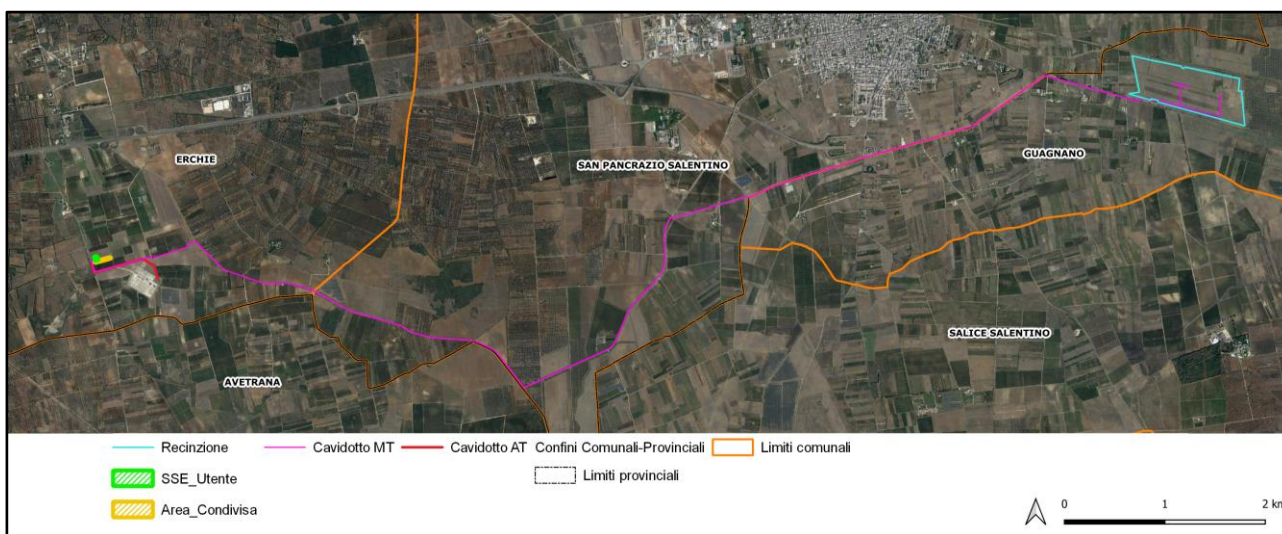 ERCHIE
SAN PANCRAZIO SALENTINO
GUAGNANO
SALICE SALENTINO
AVETRANA
Recinzione
Cavidotto MT
Cavidotto AT
Confini Comunali-Provinciali
Limiti comunali
SSE_Utente
Limiti provinciali
Area_Condivisa
0 1 2 km